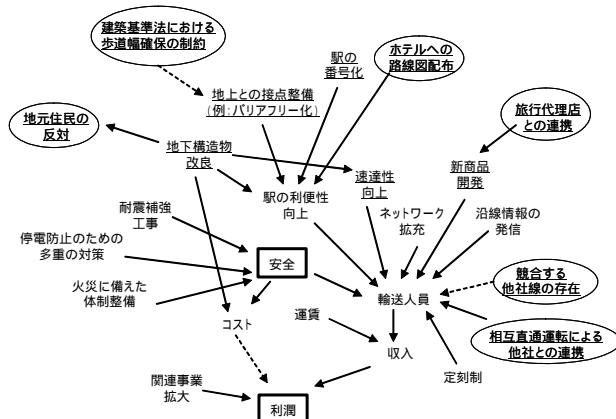 建築基準法における
歩道幅確保の制約
駅の
番号化
ホテルへの
路線図配布
地上との接点整備
(例：バリアフリー化)
旅行代理店
との連携
地元住民の
反対
地下構造物
改良
速達性
向上
新商品
開発
駅の利便性
向上
耐震補強
工事
ネットワーク
拡充
沿線情報の
発信
停電防止のための
多重の対策
安全
火災に備えた
体制整備
競合する
他社線の存在
輸送人員
コスト
運賃
相互直通運転による
他社との連携
収入
関連事業
拡大
定刻制
利潤